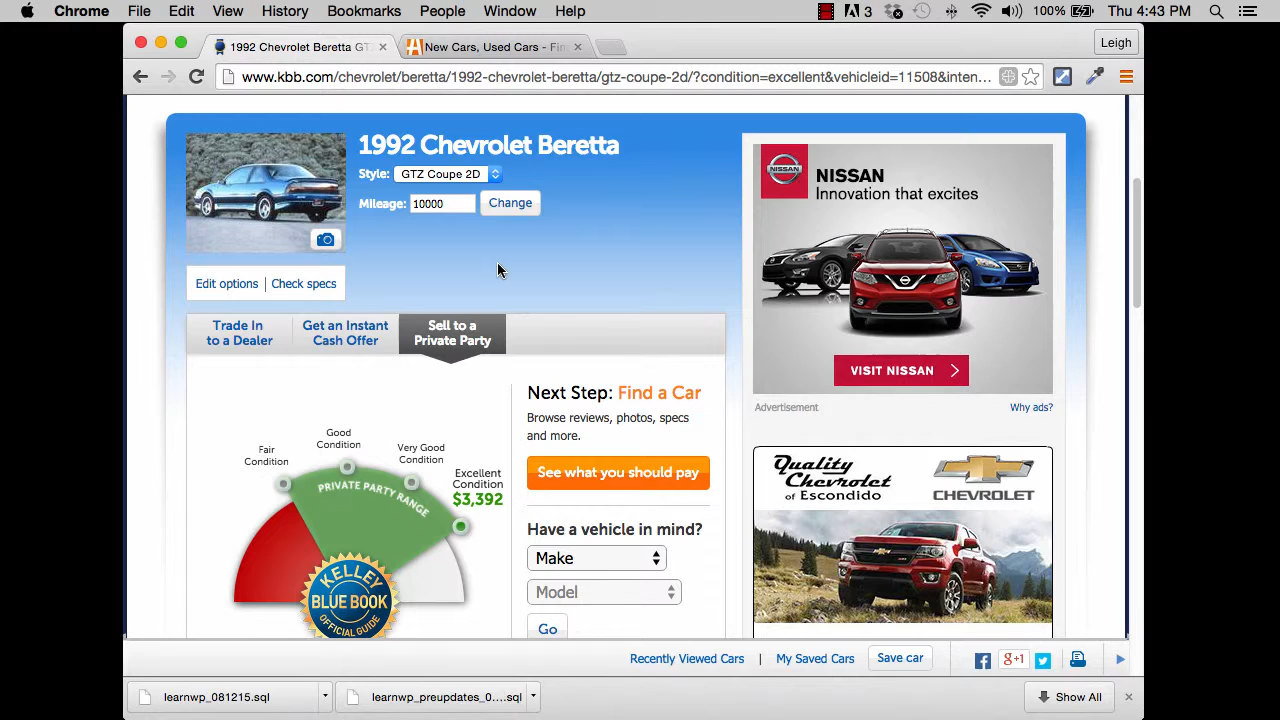 Chrome File Edit View History Bookmarks People Window Help 3 100% Thu 4:43 PM
1992 Chevrolet Beretta GT
New Cars, Used Cars - Fin
Leigh
www.kbb.com/chevrolet/beretta/1992-chevrolet-beretta/gtz-coupe-2d/?condition=excellent&vehicleid=11508&inten...
1992 Chevrolet Beretta
Style: GTZ Coupe 2D
Mileage: 10000 Change
Edit options | Check specs
Trade In
to a Dealer
Get an Instant
Cash Offer
Sell to a
Private Party
Fair
Condition
Good
Condition
Very Good
Condition
Excellent
Condition
$3,392
PRIVATE PARTY RANGE
KELLEY
BLUE BOOK
OFFICIAL GUIDE
Next Step: Find a Car
Browse reviews, photos, specs
and more.
See what you should pay
Have a vehicle in mind?
Make
Model
Go
NISSAN
NISSAN
Innovation that excites
VISIT NISSAN
Advertisement
Why ads?
Quality
Chevrolet
of Escondido
CHEVROLET
Recently Viewed Cars | My Saved Cars Save car
g+1
learnwp_081215.sql
learnwp_preupdates_0....sql
Show All